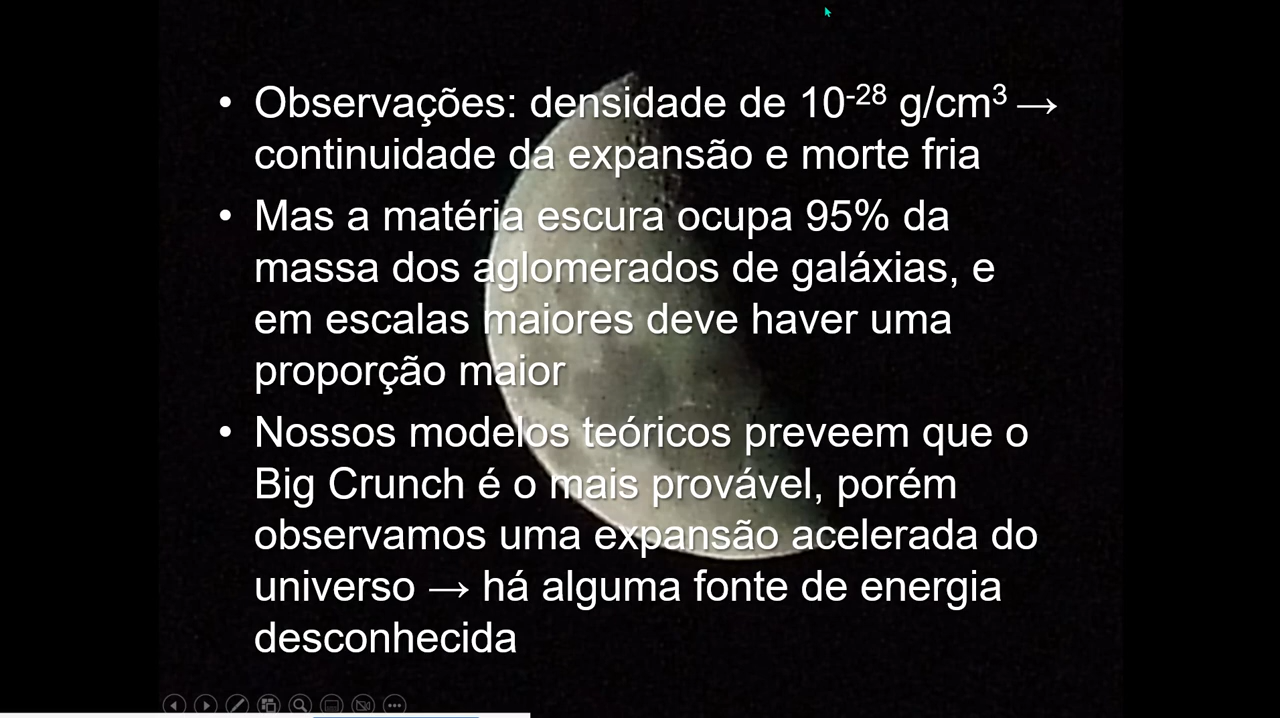 • Observações: densidade de 10⁻²⁸ g/cm³ →
continuidade da expansão e morte fria
• Mas a matéria escura ocupa 95% da
massa dos aglomerados de galáxias, e
em escalas maiores deve haver uma
proporção maior
• Nossos modelos teóricos preveem que o
Big Crunch é o mais provável, porém
observamos uma expansão acelerada do
universo → há alguma fonte de energia
desconhecida